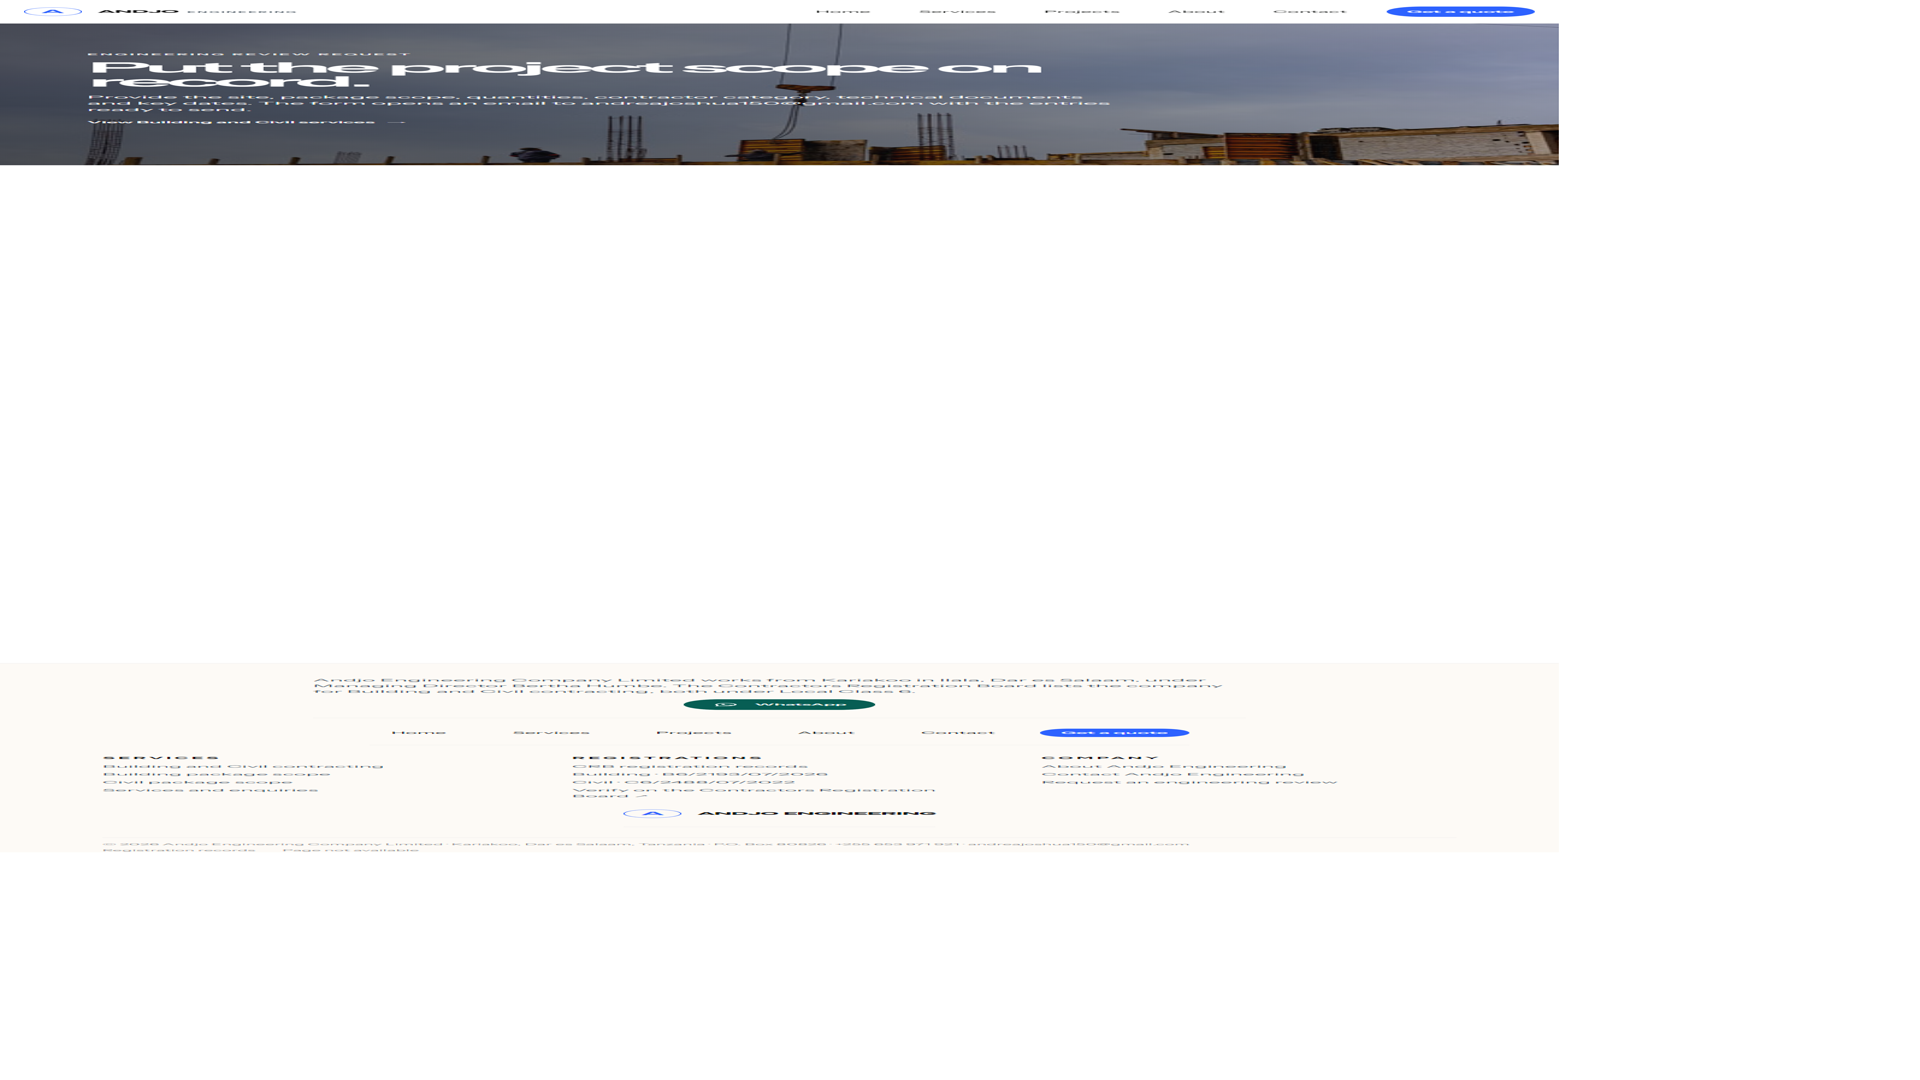 A ANDJO ENGINEERING Home Services Projects About Contact Get a quote
ENGINEERING REVIEW REQUEST
Put the project scope on
record.
Provide the site, package scope, quantities, contractor category, technical documents
and key dates. The form opens an email to andreajoshua150@gmail.com with the entries
ready to send.
View Building and Civil services →
Andjo Engineering Company Limited works from Kariakoo in Ilala, Dar es Salaam, under
Managing Director Bertha Humbe. The Contractors Registration Board lists the company
for Building and Civil contracting, both under Local Class 6.
WhatsApp
Home Services Projects About Contact Get a quote
SERVICES
Building and Civil contracting
Building package scope
Civil package scope
Services and enquiries
REGISTRATIONS
CRB registration records
Building · B6/2193/07/2026
Civil · C6/2468/07/2022
Verify on the Contractors Registration
Board ↗
COMPANY
About Andjo Engineering
Contact Andjo Engineering
Request an engineering review
A ANDJO ENGINEERING
© 2026 Andjo Engineering Company Limited · Kariakoo, Dar es Salaam, Tanzania · P.O. Box 80826 · +255 653 971 921 · andreajoshua150@gmail.com
Registration records Page not available